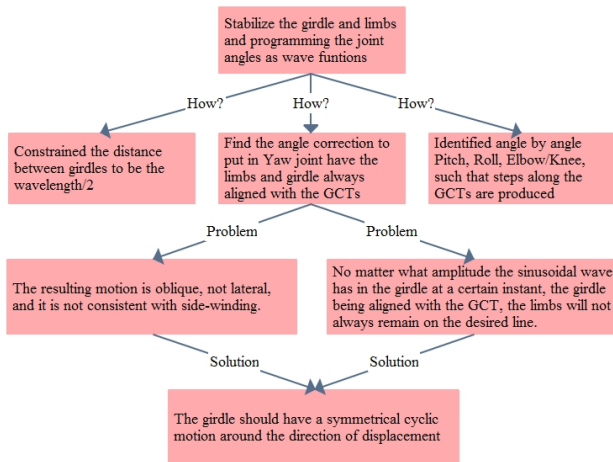 Stabilize the girdle and limbs
and programming the joint
angles as wave funtions
How?
How?
How?
Constrained the distance
between girdles to be the
wavelength/2
Find the angle correction to
put in Yaw joint have the
limbs and girdle always
aligned with the GCTs
Identified angle by angle
Pitch, Roll, Elbow/Knee,
such that steps along the
GCTs are produced
Problem
Problem
The resulting motion is oblique, not lateral,
and it is not consistent with side-winding.
No matter what amplitude the sinusoidal wave
has in the girdle at a certain instant, the girdle
being aligned with the GCT, the limbs will not
always remain on the desired line.
Solution
Solution
The girdle should have a symmetrical cyclic
motion around the direction of displacement